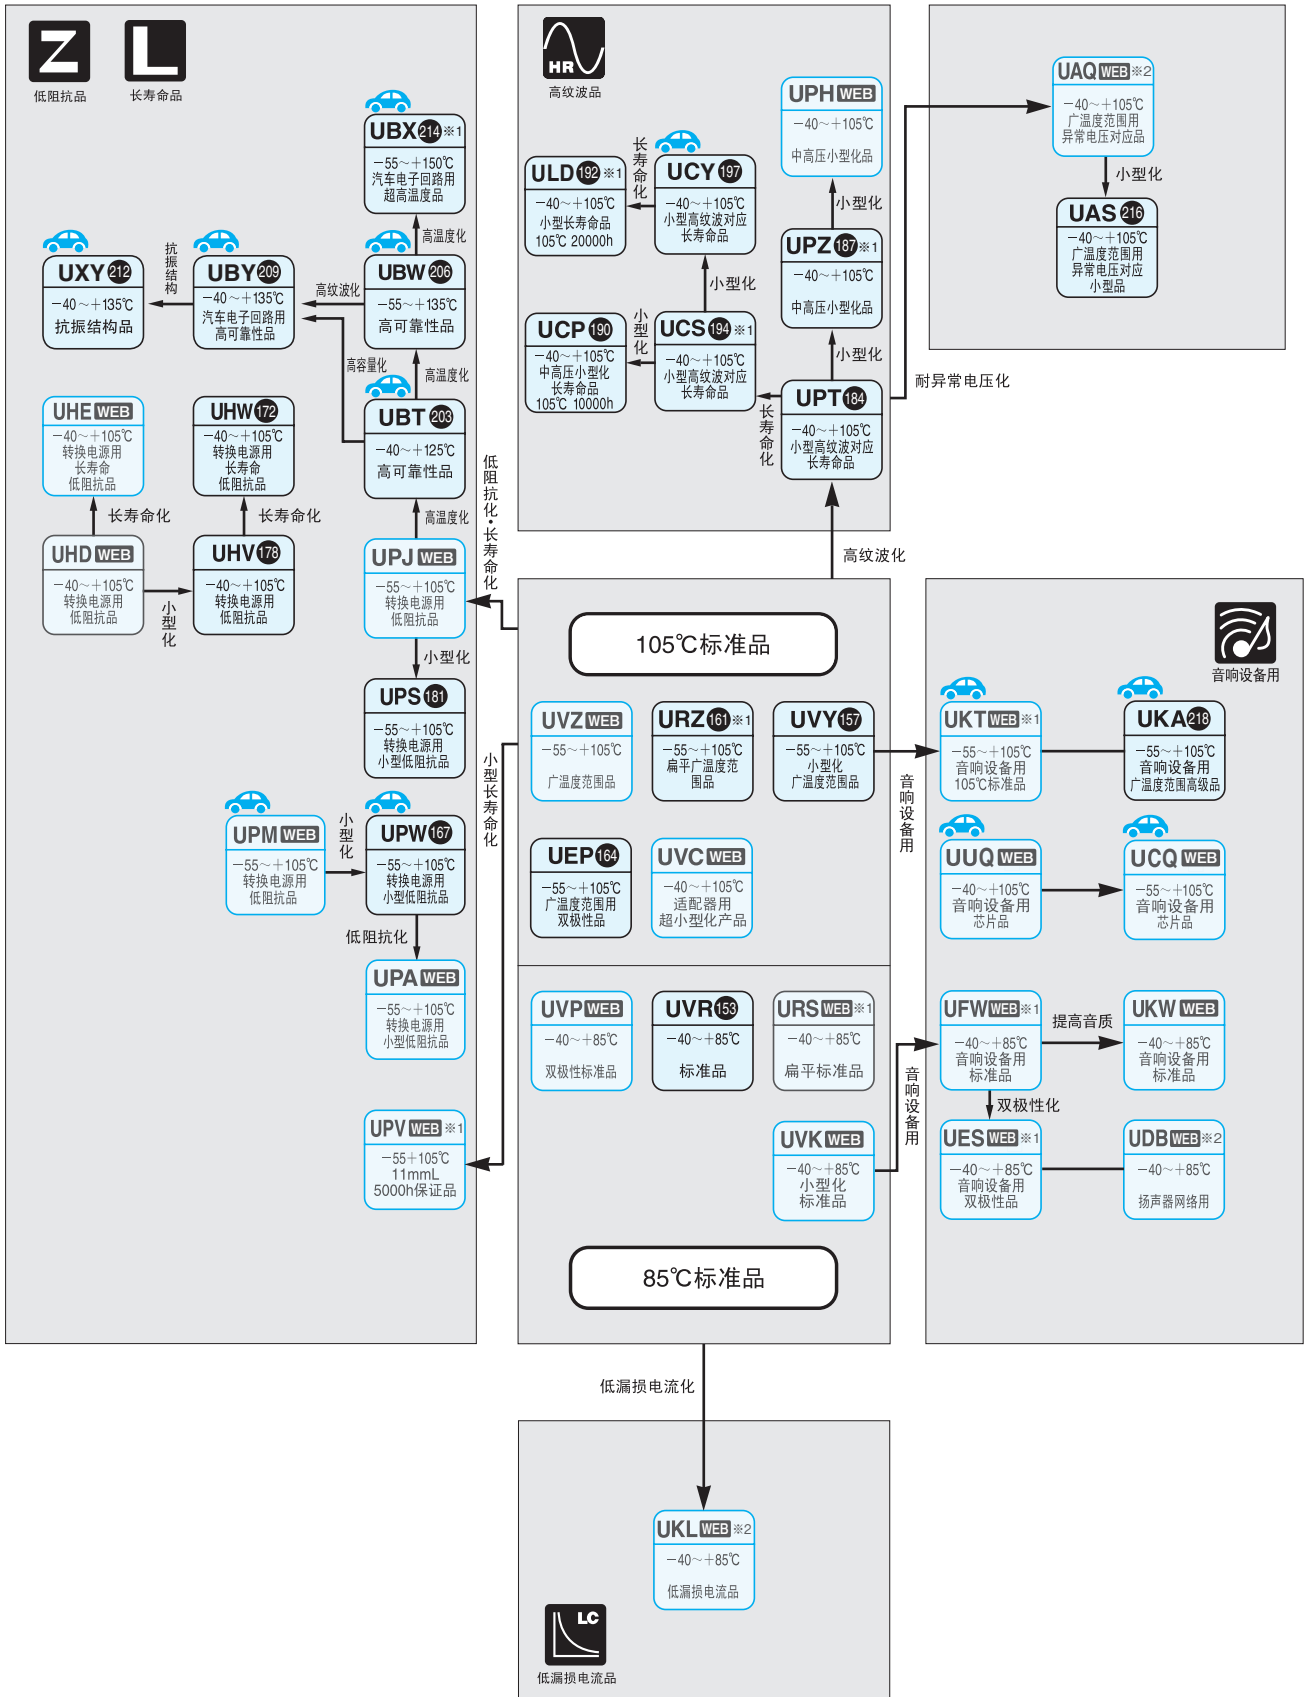 Z
L
低阻抗品
长寿命品
UBX 214 ※1
－55～＋150℃
汽车电子回路用
超高温度品
高温度化
UXY 212
－40～＋135℃
抗振结构品
抗振结构
UBY 209
－40～＋135℃
汽车电子回路用
高可靠性品
高纹波化
UBW 206
－55～＋135℃
高可靠性品
高容量化
高温度化
UHE WEB
－40～＋105℃
转换电源用
长寿命
低阻抗品
UHW 172
－40～＋105℃
转换电源用
长寿命
低阻抗品
UBT 203
－40～＋125℃
高可靠性品
长寿命化
长寿命化
高温度化
低阻抗化・长寿命化
UHD WEB
－40～＋105℃
转换电源用
低阻抗品
小型化
UHV 178
－40～＋105℃
转换电源用
低阻抗品
UPJ WEB
－55～＋105℃
转换电源用
低阻抗品
小型化
UPS 181
－55～＋105℃
转换电源用
小型低阻抗品
小型长寿命化
UPM WEB
－55～＋105℃
转换电源用
低阻抗品
小型化
UPW 167
－55～＋105℃
转换电源用
小型低阻抗品
低阻抗化
UPA WEB
－55～＋105℃
转换电源用
小型低阻抗品
UPV WEB ※1
－55＋105℃
11mmL
5000h保证品
HR
高纹波品
UPH WEB
－40～＋105℃
中高压小型化品
ULD 192 ※1
－40～＋105℃
小型长寿命品
105℃ 20000h
长寿命化
UCY 197
－40～＋105℃
小型高纹波对应
长寿命品
小型化
UPZ 187 ※1
－40～＋105℃
中高压小型化品
小型化
UCP 190
－40～＋105℃
中高压小型化
长寿命品
105℃ 10000h
小型化
UCS 194 ※1
－40～＋105℃
小型高纹波对应
长寿命品
小型化
长寿命化
UPT 184
－40～＋105℃
小型高纹波对应
长寿命品
耐异常电压化
高纹波化
UAQ WEB ※2
－40～＋105℃
广温度范围用
异常电压对应品
小型化
UAS 216
－40～＋105℃
广温度范围用
异常电压对应
小型品
105℃标准品
UVZ WEB
－55～＋105℃
广温度范围品
URZ 161 ※1
－55～＋105℃
扁平广温度范
围品
UVY 157
－55～＋105℃
小型化
广温度范围品
UEP 164
－55～＋105℃
广温度范围用
双极性品
UVC WEB
－40～＋105℃
适配器用
超小型化产品
音响设备用
UVP WEB
－40～＋85℃
双极性标准品
UVR 153
－40～＋85℃
标准品
URS WEB ※1
－40～＋85℃
扁平标准品
UVK WEB
－40～＋85℃
小型化
标准品
音响设备用
85℃标准品
音响设备用
UKT WEB ※1
－55～＋105℃
音响设备用
105℃标准品
UKA 218
－55～＋105℃
音响设备用
广温度范围高级品
UUQ WEB
－40～＋105℃
音响设备用
芯片品
UCQ WEB
－55～＋105℃
音响设备用
芯片品
UFW WEB ※1
－40～＋85℃
音响设备用
标准品
提高音质
UKW WEB
－40～＋85℃
音响设备用
标准品
双极性化
UES WEB ※1
－40～＋85℃
音响设备用
双极性品
UDB WEB ※2
－40～＋85℃
扬声器网络用
低漏损电流化
UKL WEB ※2
－40～＋85℃
低漏损电流品
LC
低漏损电流品